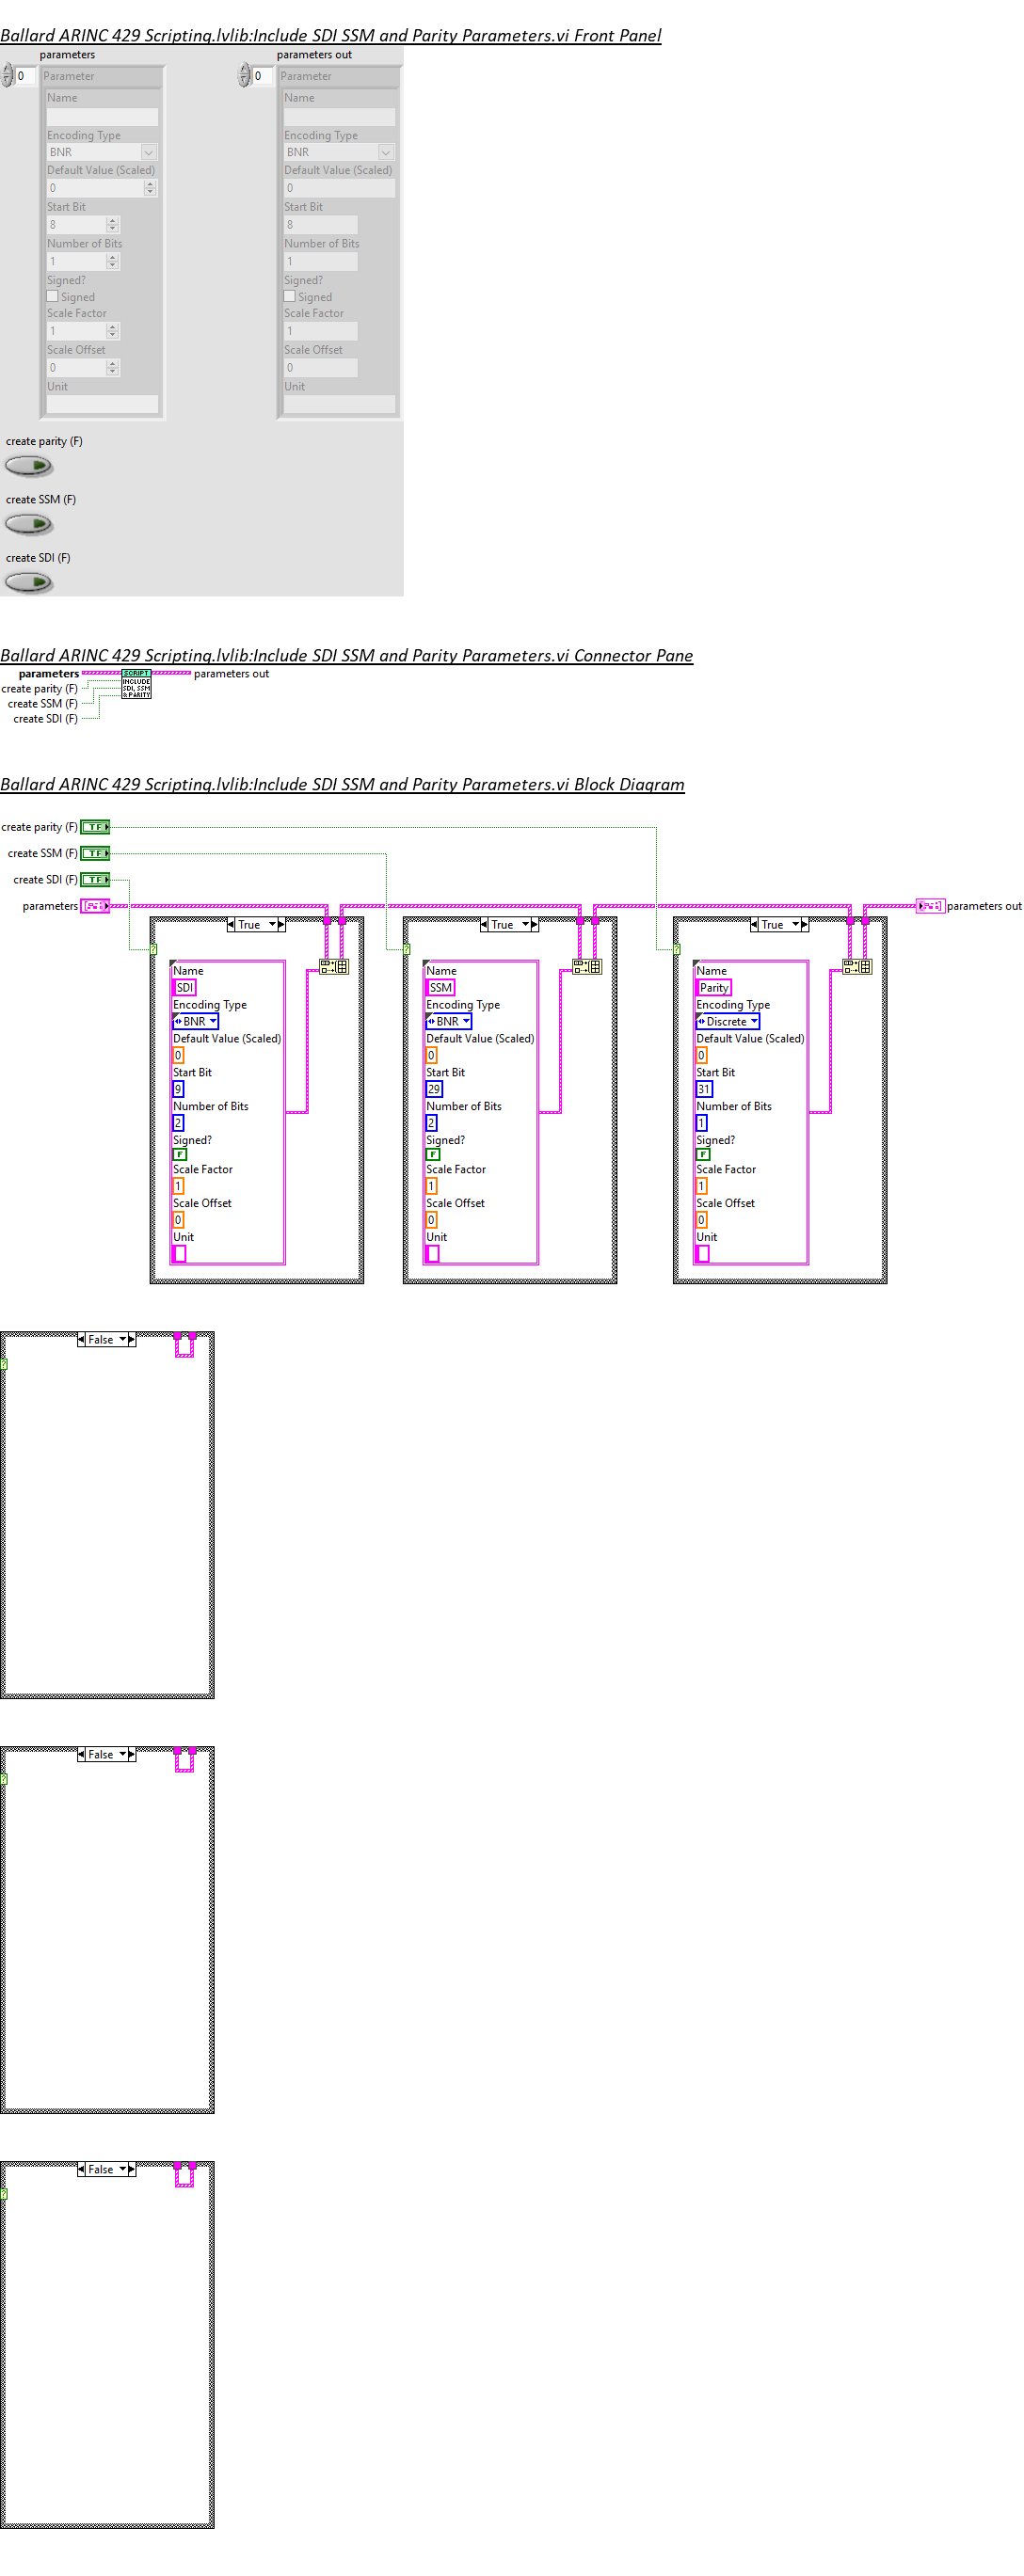 Ballard ARINC 429 Scripting.lvlib:Include SDI SSM and Parity Parameters.vi Front Panel
parameters parameters out
0 Parameter 0 Parameter
Name Name
Encoding Type Encoding Type
BNR BNR
Default Value (Scaled) Default Value (Scaled)
0 0
Start Bit Start Bit
8 8
Number of Bits Number of Bits
1 1
Signed? Signed?
Signed Signed
Scale Factor Scale Factor
1 1
Scale Offset Scale Offset
0 0
Unit Unit
create parity (F)
create SSM (F)
create SDI (F)
Ballard ARINC 429 Scripting.lvlib:Include SDI SSM and Parity Parameters.vi Connector Pane
parameters SCRIPT parameters out
create parity (F) INCLUDE
create SSM (F) SDI, SSM
create SDI (F) & PARITY
Ballard ARINC 429 Scripting.lvlib:Include SDI SSM and Parity Parameters.vi Block Diagram
create parity (F) TF
create SSM (F) TF
create SDI (F) TF
parameters parameters out
True True True
? ? ?
Name Name Name
SDI SSM Parity
Encoding Type Encoding Type Encoding Type
BNR BNR Discrete
Default Value (Scaled) Default Value (Scaled) Default Value (Scaled)
0 0 0
Start Bit Start Bit Start Bit
9 29 31
Number of Bits Number of Bits Number of Bits
2 2 1
Signed? Signed? Signed?
F F F
Scale Factor Scale Factor Scale Factor
1 1 1
Scale Offset Scale Offset Scale Offset
0 0 0
Unit Unit Unit
False
?
False
?
False
?